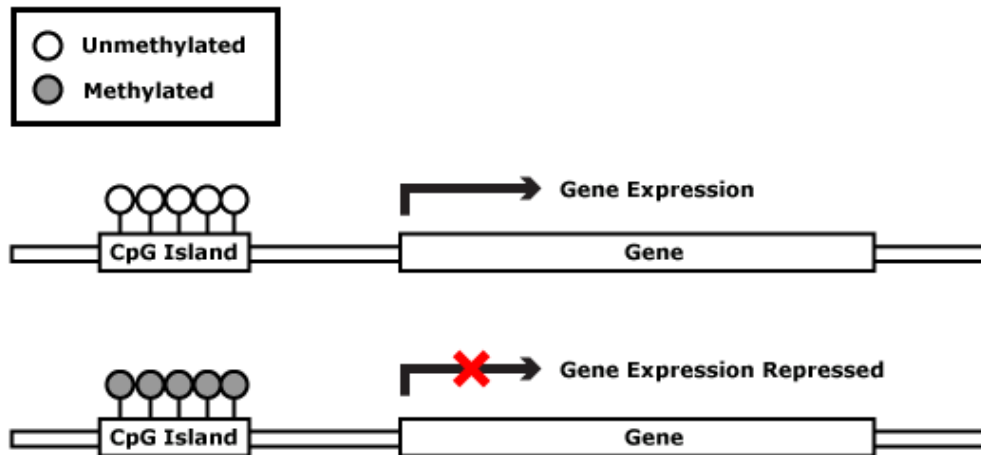 Unmethylated
Methylated
Gene Expression
CpG Island
Gene
Gene Expression Repressed
CpG Island
Gene